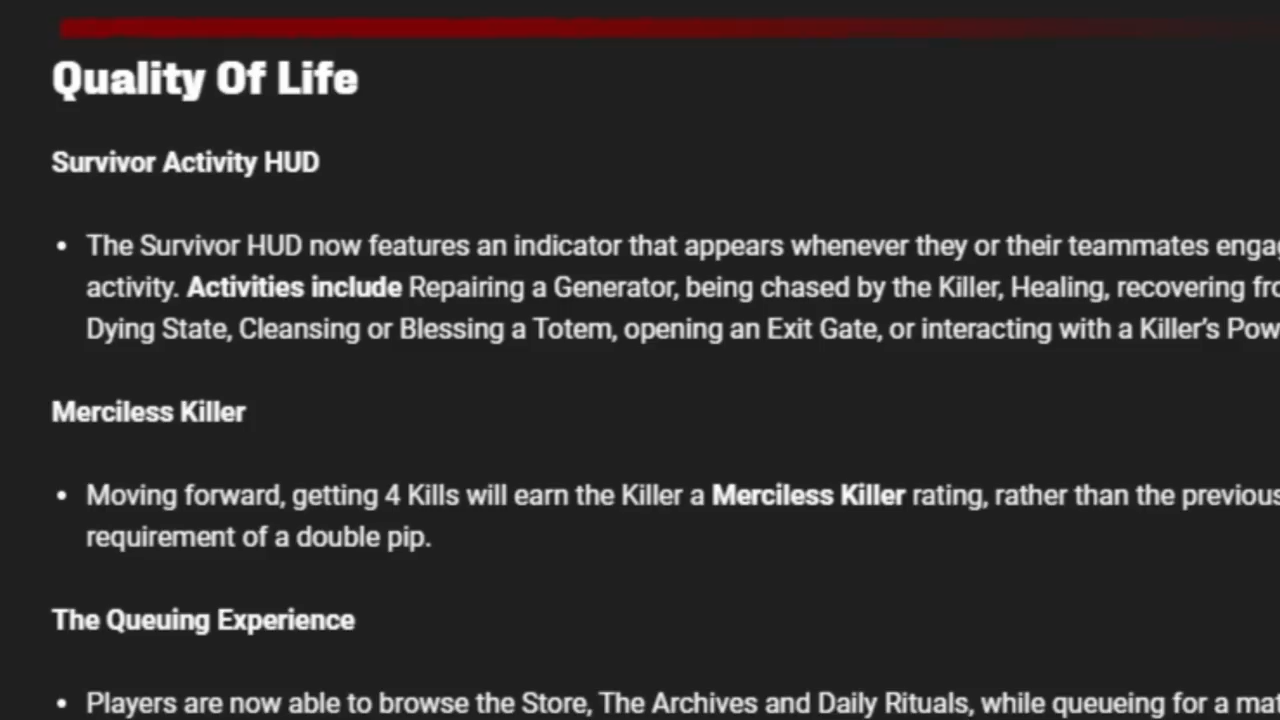 Quality Of Life
Survivor Activity HUD
• The Survivor HUD now features an indicator that appears whenever they or their teammates
activity. Activities include Repairing a Generator, being chased by the Killer, Healing, recovering
Dying State, Cleansing or Blessing a Totem, opening an Exit Gate, or interacting with a Killer's
Merciless Killer
• Moving forward, getting 4 Kills will earn the Killer a Merciless Killer rating, rather than the previous
requirement of a double pip.
The Queuing Experience
• Players are now able to browse the Store, The Archives and Daily Rituals, while queueing for a